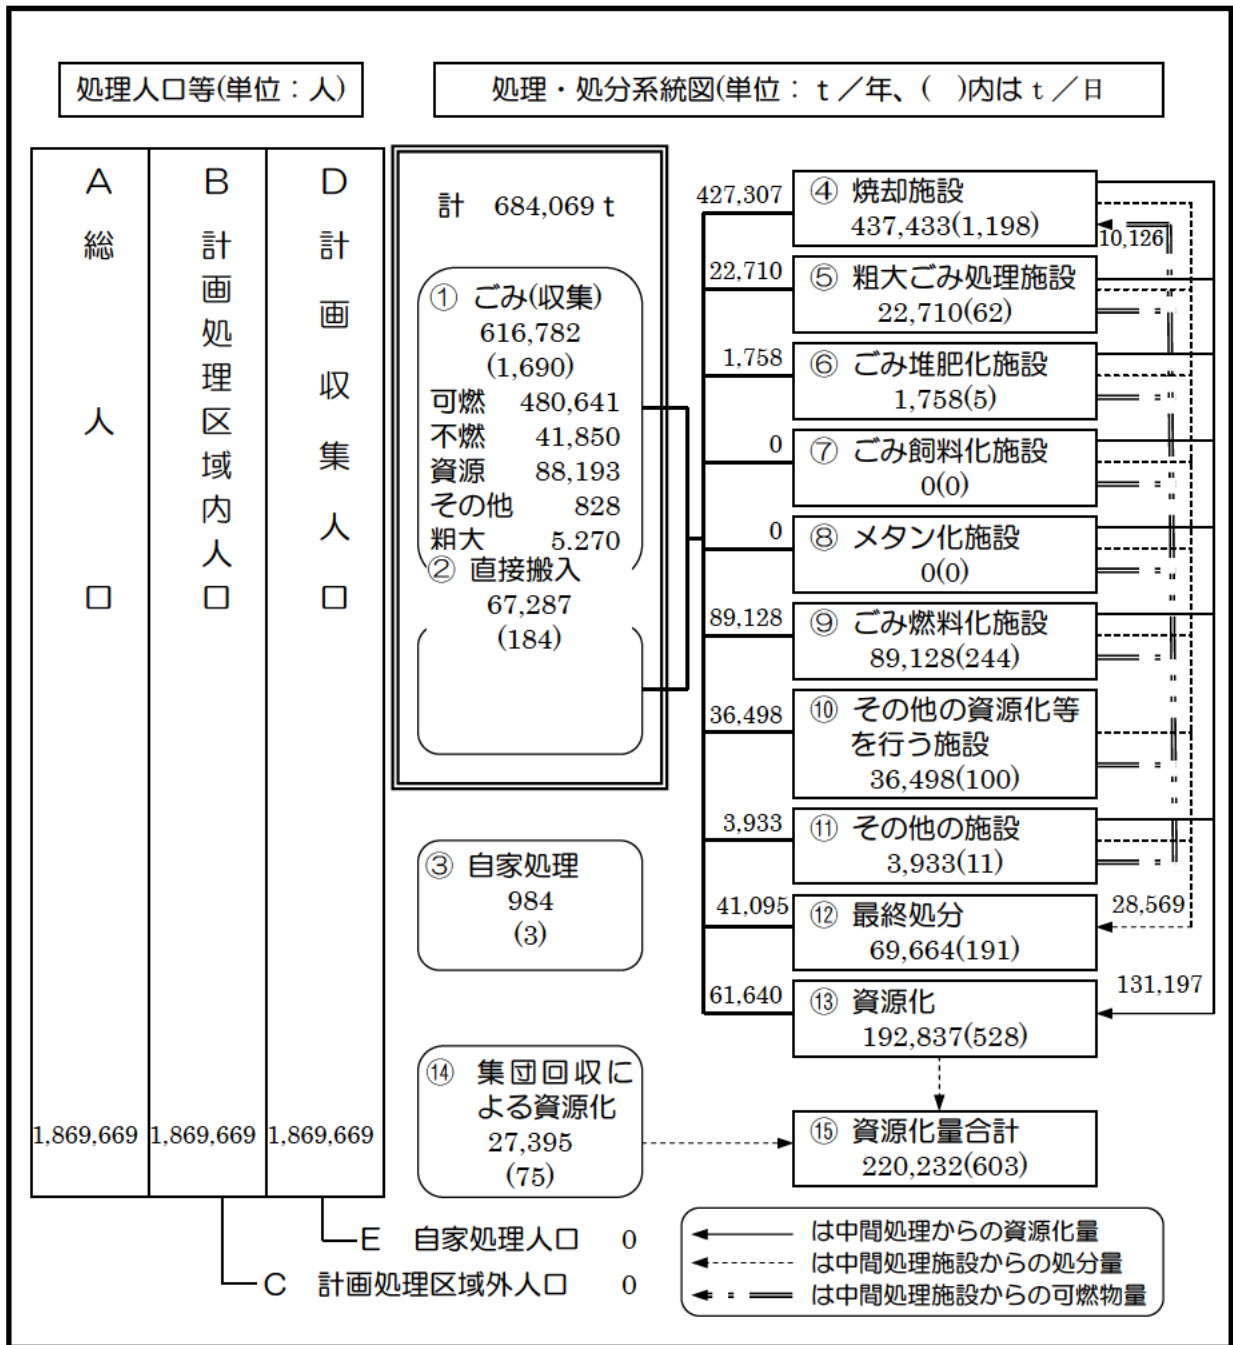 処理人口等(単位：人)
処理・処分系統図(単位：ｔ／年、(　)内はｔ／日
A 総人口
1,869,669
B 計画処理区域内人口
1,869,669
D 計画収集人口
1,869,669
E 自家処理人口 0
C 計画処理区域外人口 0
計 684,069ｔ
① ごみ(収集)
616,782
(1,690)
可燃 480,641
不燃 41,850
資源 88,193
その他 828
粗大 5,270
② 直接搬入
67,287
(184)
③ 自家処理
984
(3)
⑭ 集団回収に
よる資源化
27,395
(75)
427,307
④ 焼却施設
437,433(1,198)
10,126
22,710
⑤ 粗大ごみ処理施設
22,710(62)
1,758
⑥ ごみ堆肥化施設
1,758(5)
0
⑦ ごみ飼料化施設
0(0)
0
⑧ メタン化施設
0(0)
89,128
⑨ ごみ燃料化施設
89,128(244)
36,498
⑩ その他の資源化等
を行う施設
36,498(100)
3,933
⑪ その他の施設
3,933(11)
41,095
⑫ 最終処分
69,664(191)
28,569
61,640
⑬ 資源化
192,837(528)
131,197
⑮ 資源化量合計
220,232(603)
は中間処理からの資源化量
は中間処理施設からの処分量
は中間処理施設からの可燃物量